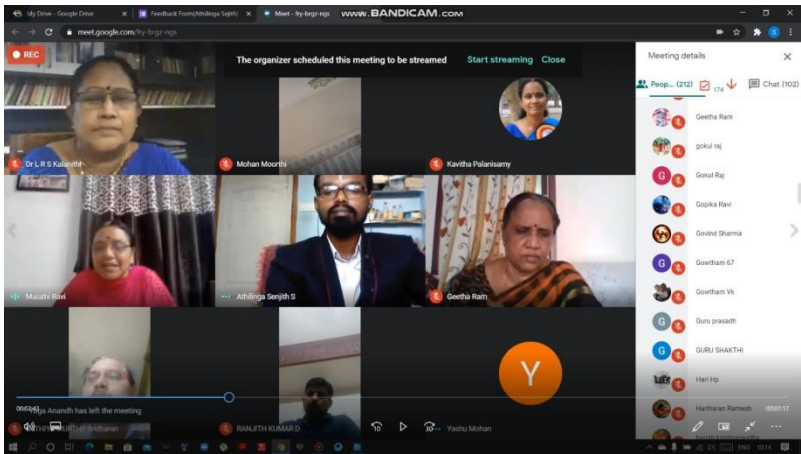 My Drive - Google Drive
Feedback Form(Athilinga Sejith)
Meet - fry-brgz-ngs
WWW.BANDICAM.COM
meet.google.com/fry-brgz-ngs
REC
The organizer scheduled this meeting to be streamed
Start streaming
Close
Meeting details
Peop... (212)
174
Chat (102)
Dr L R S Kalanithi
Mohan Moorthi
Kavitha Palanisamy
Malathi Ravi
Athilinga Senjith S
Geetha Ram
Geetha Ram
gokul raj
G
Gokul Raj
Gopika Ravi
Govind Sharma
G
Gowtham 67
Gowtham Vk
G
Guru prasadh
G
GURU SHAKTHI
Hari Hp
Hariharan Ramesh
Y
Anandh has left the meeting
RANJITH KUMAR D
Yashu Mohan
10
30
00:07:17
ENG
10:14